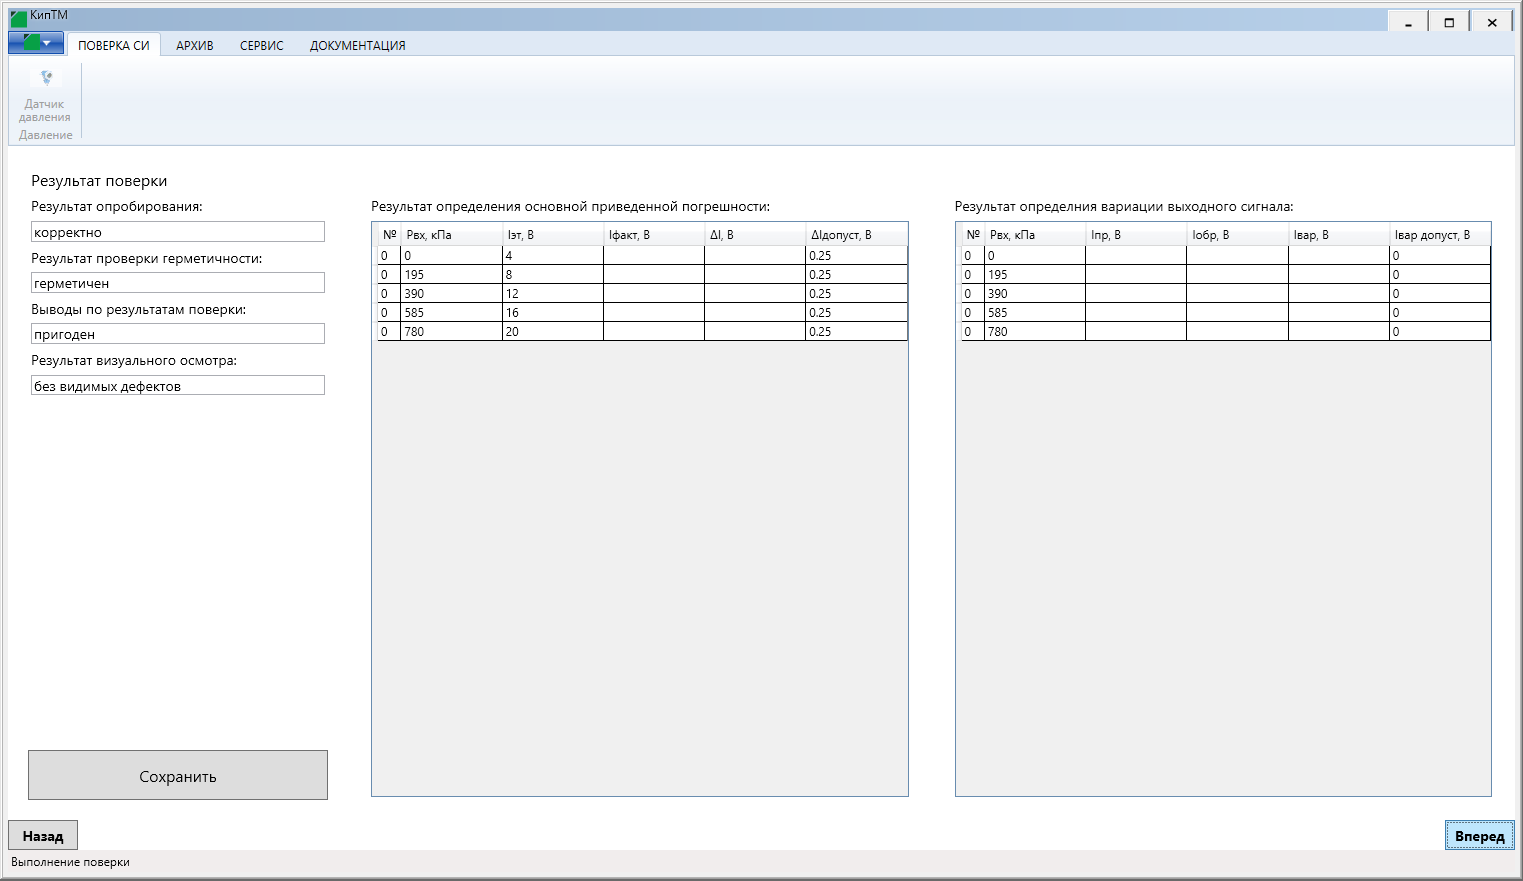 КипТМ
ПОВЕРКА СИ АРХИВ СЕРВИС ДОКУМЕНТАЦИЯ
Датчик
давления
Давление
Результат поверки
Результат опробирования:
корректно
Результат проверки герметичности:
герметичен
Выводы по результатам поверки:
пригоден
Результат визуального осмотра:
без видимых дефектов
Сохранить
Результат определения основной приведенной погрешности:
№ Рвх, кПа Iэт, В Iфакт, В ΔI, В ΔIдопуст, В
0 0 4 0.25
0 195 8 0.25
0 390 12 0.25
0 585 16 0.25
0 780 20 0.25
Результат определния вариации выходного сигнала:
№ Рвх, кПа Iпр, В Iобр, В Iвар, В Iвар допуст, В
0 0 0
0 195 0
0 390 0
0 585 0
0 780 0
Назад
Вперед
Выполнение поверки